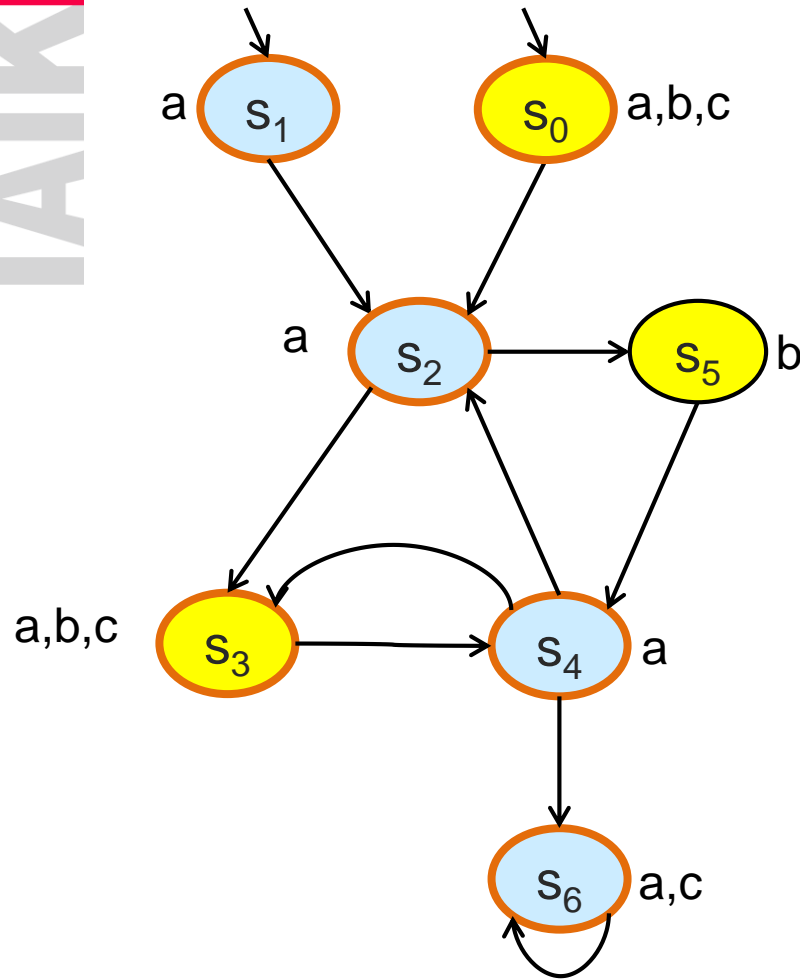 IAIK
a s₁
s₀ a,b,c
a s₂
s₅ b
a,b,c s₃
s₄ a
s₆ a,c